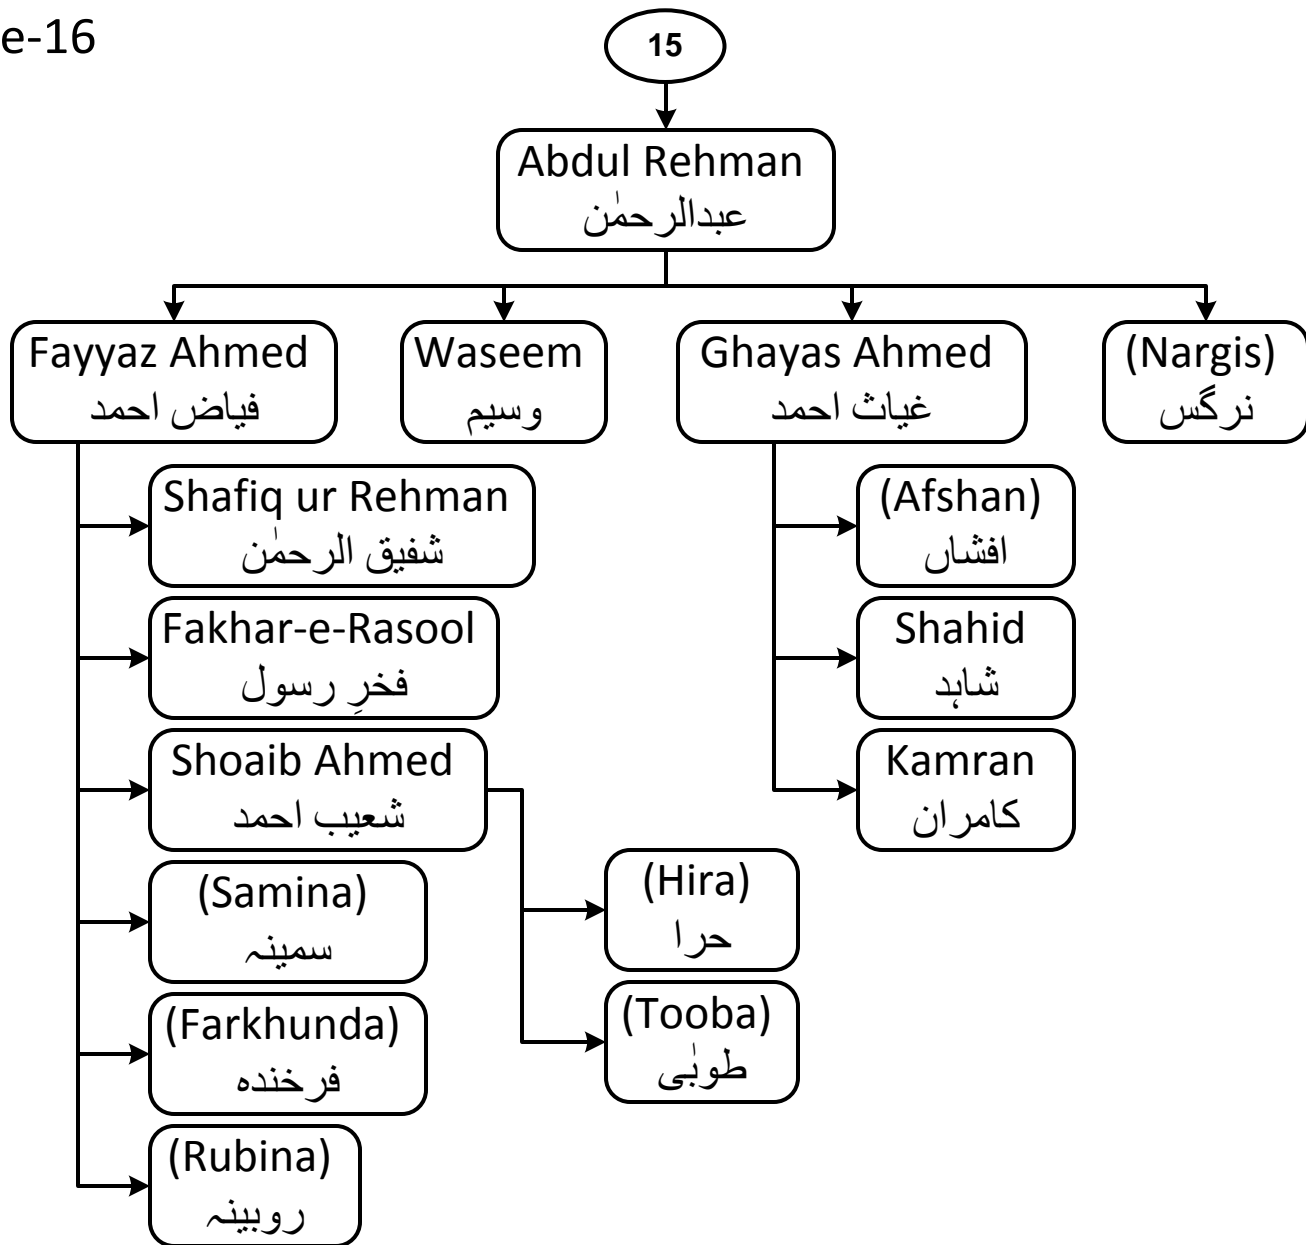 e-16
15
Abdul Rehman
عبدالرحمٰن
Fayyaz Ahmed
فیاض احمد
Waseem
وسیم
Ghayas Ahmed
غیاث احمد
(Nargis)
نرگس
Shafiq ur Rehman
شفیق الرحمٰن
Fakhar-e-Rasool
فخرِ رسول
Shoaib Ahmed
شعیب احمد
(Samina)
سمینہ
(Farkhunda)
فرخندہ
(Rubina)
روبینہ
(Hira)
حرا
(Tooba)
طوبٰی
(Afshan)
افشاں
Shahid
شاہد
Kamran
کامران